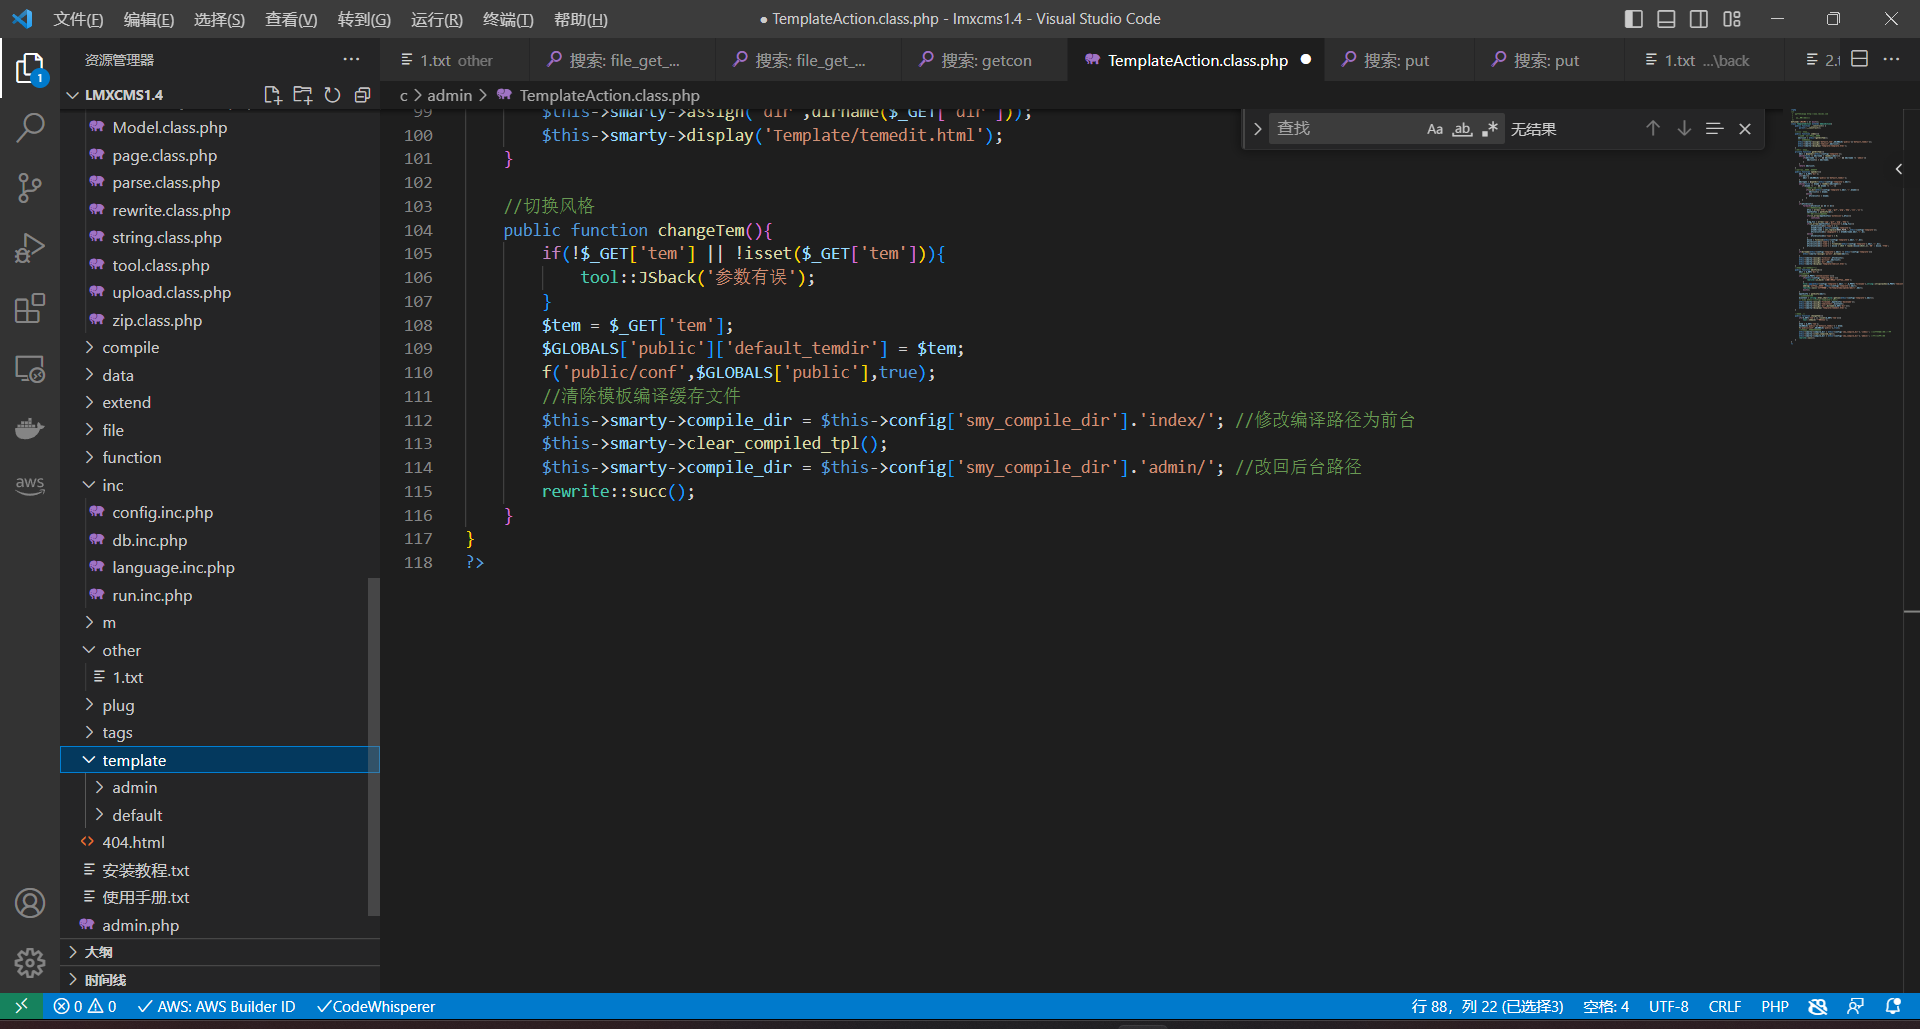 文件(F) 编辑(E) 选择(S) 查看(V) 转到(G) 运行(R) 终端(T) 帮助(H) ● TemplateAction.class.php - lmxcms1.4 - Visual Studio Code
资源管理器
LMXCMS1.4
Model.class.php
page.class.php
parse.class.php
rewrite.class.php
string.class.php
tool.class.php
upload.class.php
zip.class.php
compile
data
extend
file
function
inc
config.inc.php
db.inc.php
language.inc.php
run.inc.php
m
other
1.txt
plug
tags
template
admin
default
404.html
安装教程.txt
使用手册.txt
admin.php
大纲
时间线
1
aws
1.txt other 搜索: file_get_... 搜索: file_get_... 搜索: getcon TemplateAction.class.php ● 搜索: put 搜索: put 1.txt ...\back 2.t
c > admin > TemplateAction.class.php
查找 Aa ab 无结果
99 $this->smarty->assign('dir',dirname($_GET['dir']));
100 $this->smarty->display('Template/temedit.html');
101 }
102
103 //切换风格
104 public function changeTem(){
105 if(!$_GET['tem'] || !isset($_GET['tem'])){
106 tool::JSback('参数有误');
107 }
108 $tem = $_GET['tem'];
109 $GLOBALS['public']['default_temdir'] = $tem;
110 f('public/conf',$GLOBALS['public'],true);
111 //清除模板编译缓存文件
112 $this->smarty->compile_dir = $this->config['smy_compile_dir'].'index/'; //修改编译路径为前台
113 $this->smarty->clear_compiled_tpl();
114 $this->smarty->compile_dir = $this->config['smy_compile_dir'].'admin/'; //改回后台路径
115 rewrite::succ();
116 }
117 }
118 ?>
0 0 AWS: AWS Builder ID CodeWhisperer 行 88，列 22 (已选择3) 空格: 4 UTF-8 CRLF PHP